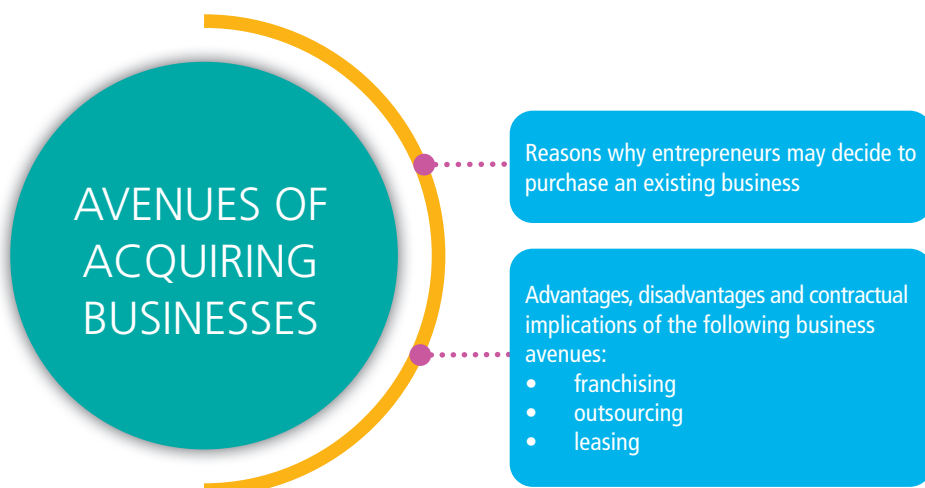 AVENUES OF
ACQUIRING
BUSINESSES
Reasons why entrepreneurs may decide to
purchase an existing business
Advantages, disadvantages and contractual
implications of the following business
avenues:
• franchising
• outsourcing
• leasing